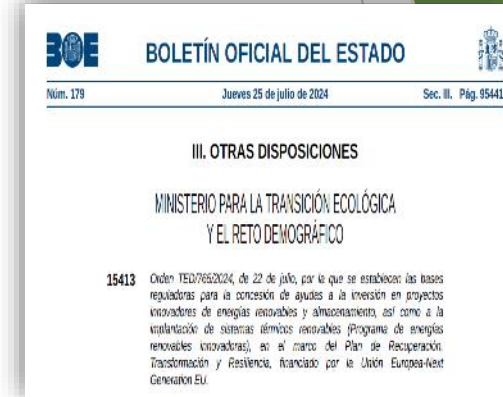 BOE
BOLETÍN OFICIAL DEL ESTADO
Núm. 179 Jueves 25 de julio de 2024 Sec. III. Pág. 95441
III. OTRAS DISPOSICIONES
MINISTERIO PARA LA TRANSICIÓN ECOLÓGICA
Y EL RETO DEMOGRÁFICO
15413 Orden TED/765/2024, de 22 de julio, por la que se establecen las bases
reguladoras para la concesión de ayudas a la inversión en proyectos
innovadores de energías renovables y almacenamiento, así como a la
implantación de sistemas térmicos renovables (Programa de energías
renovables innovadoras), en el marco del Plan de Recuperación,
Transformación y Resiliencia, financiado por la Unión Europea-Next
Generation EU.